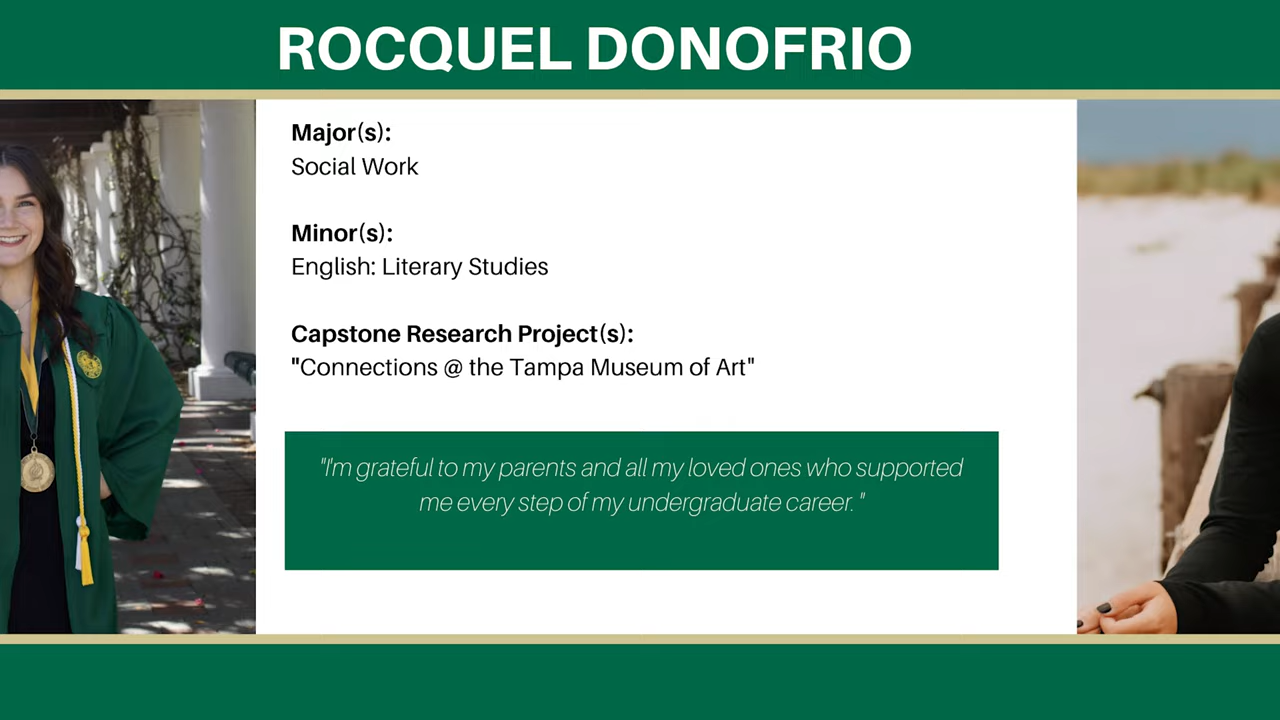 ROCQUEL DONOFRIO
Major(s):
Social Work
Minor(s):
English: Literary Studies
Capstone Research Project(s):
"Connections @ the Tampa Museum of Art"
"I'm grateful to my parents and all my loved ones who supported
me every step of my undergraduate career. "